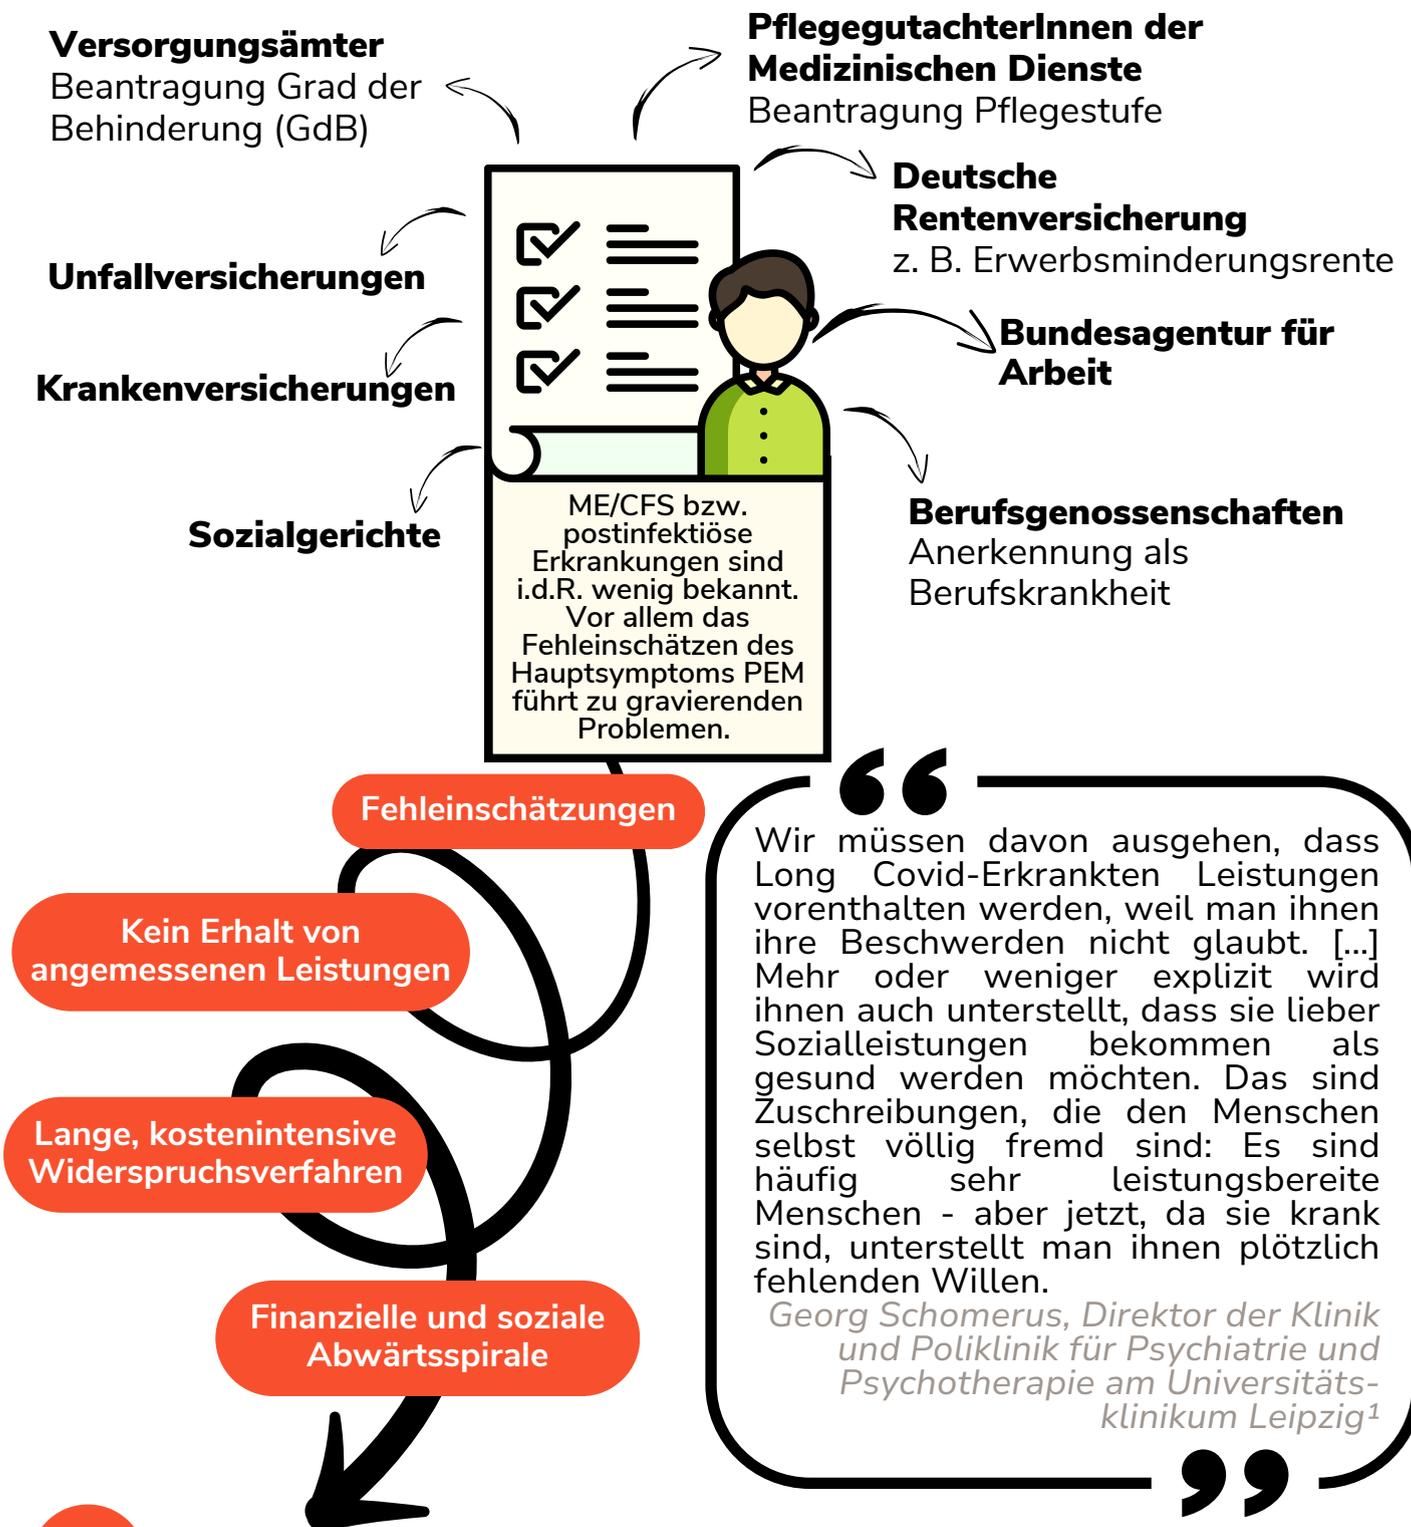 Versorgungsämter
Beantragung Grad der
Behinderung (GdB)
PflegegutachterInnen der
Medizinischen Dienste
Beantragung Pflegestufe
Deutsche
Rentenversicherung
z. B. Erwerbsminderungsrente
Unfallversicherungen
Bundesagentur für
Arbeit
Krankenversicherungen
Sozialgerichte
Berufsgenossenschaften
Anerkennung als
Berufskrankheit
ME/CFS bzw.
postinfektiöse
Erkrankungen sind
i.d.R. wenig bekannt.
Vor allem das
Fehleinschätzen des
Hauptsymptoms PEM
führt zu gravierenden
Problemen.
Fehleinschätzungen
Kein Erhalt von
angemessenen Leistungen
Lange, kostenintensive
Widerspruchsverfahren
Finanzielle und soziale
Abwärtsspirale
“
Wir müssen davon ausgehen, dass
Long Covid-Erkrankten Leistungen
vorenthalten werden, weil man ihnen
ihre Beschwerden nicht glaubt. [...]
Mehr oder weniger explizit wird
ihnen auch unterstellt, dass sie lieber
Sozialleistungen bekommen als
gesund werden möchten. Das sind
Zuschreibungen, die den Menschen
selbst völlig fremd sind: Es sind
häufig sehr leistungsbereite
Menschen - aber jetzt, da sie krank
sind, unterstellt man ihnen plötzlich
fehlenden Willen.
Georg Schomerus, Direktor der Klinik
und Poliklinik für Psychiatrie und
Psychotherapie am Universitäts-
klinikum Leipzig¹
”